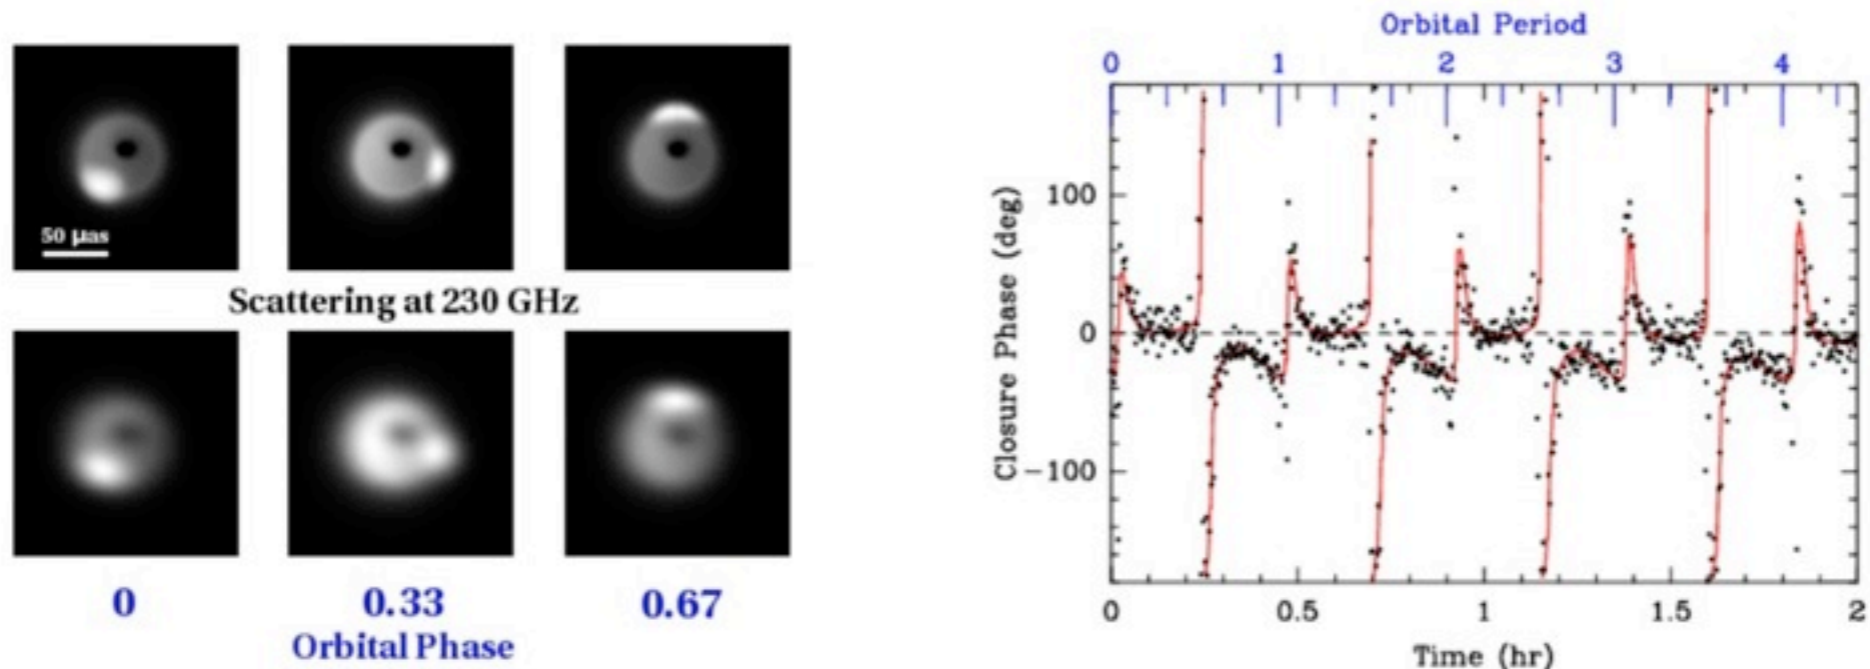 50 μas
Scattering at 230 GHz
0 0.33 0.67
Orbital Phase
Orbital Period
0 1 2 3 4
Closure Phase (deg)
100
0
−100
0 0.5 1 1.5 2
Time (hr)